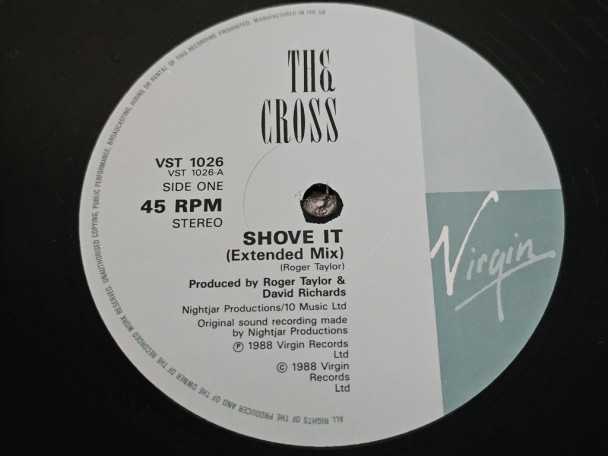 TH&
CROSS
VST 1026
VST 1026-A
SIDE ONE
45 RPM
STEREO
SHOVE IT
(Extended Mix)
(Roger Taylor)
Produced by Roger Taylor &
David Richards
Nightjar Productions/10 Music Ltd
Original sound recording made
by Nightjar Productions
Ⓟ 1988 Virgin Records
Ltd
© 1988 Virgin
Records
Ltd
Virgin
ALL RIGHTS OF THE PRODUCER AND OF THE OWNER OF THE RECORDED WORK RESERVED. UNAUTHORISED COPYING, PUBLIC PERFORMANCE, BROADCASTING, HIRING OR RENTAL OF THIS RECORDING PROHIBITED. MANUFACTURED IN THE UK